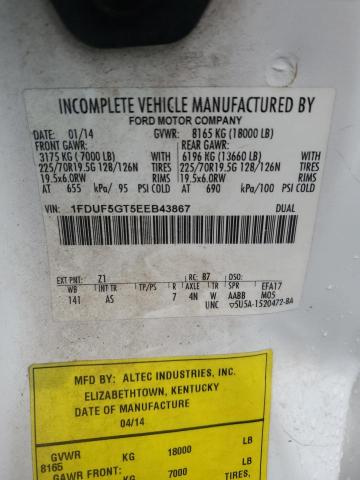 INCOMPLETE VEHICLE MANUFACTURED BY
FORD MOTOR COMPANY
DATE: 01/14 GVWR: 8165 KG (18000 LB)
FRONT GAWR: REAR GAWR:
3175 KG (7000 LB) 6196 KG (13660 LB)
225/70R19.5G 128/126N TIRES 225/70R19.5G 128/126N TIRES
19.5x6.0RW RIMS 19.5x6.0RW RIMS
AT 655 kPa/ 95 PSI COLD AT 690 kPa/100 PSI COLD
VIN: 1FDUF5GT5EEB43867 DUAL
EXT PNT: Z1 RC: B7 DSO:
WB INT TR TP/PS R AXLE TR SPR EFA17
141 AS 7 4N W AABB M05
UNC 5U5A-1520472-BA
MFG. BY: ALTEC INDUSTRIES, INC.
ELIZABETHTOWN, KENTUCKY
DATE OF MANUFACTURE
04/14
GVWR
8165 KG 18000 LB
GAWR FRONT: KG 7000 LB
TIRES,